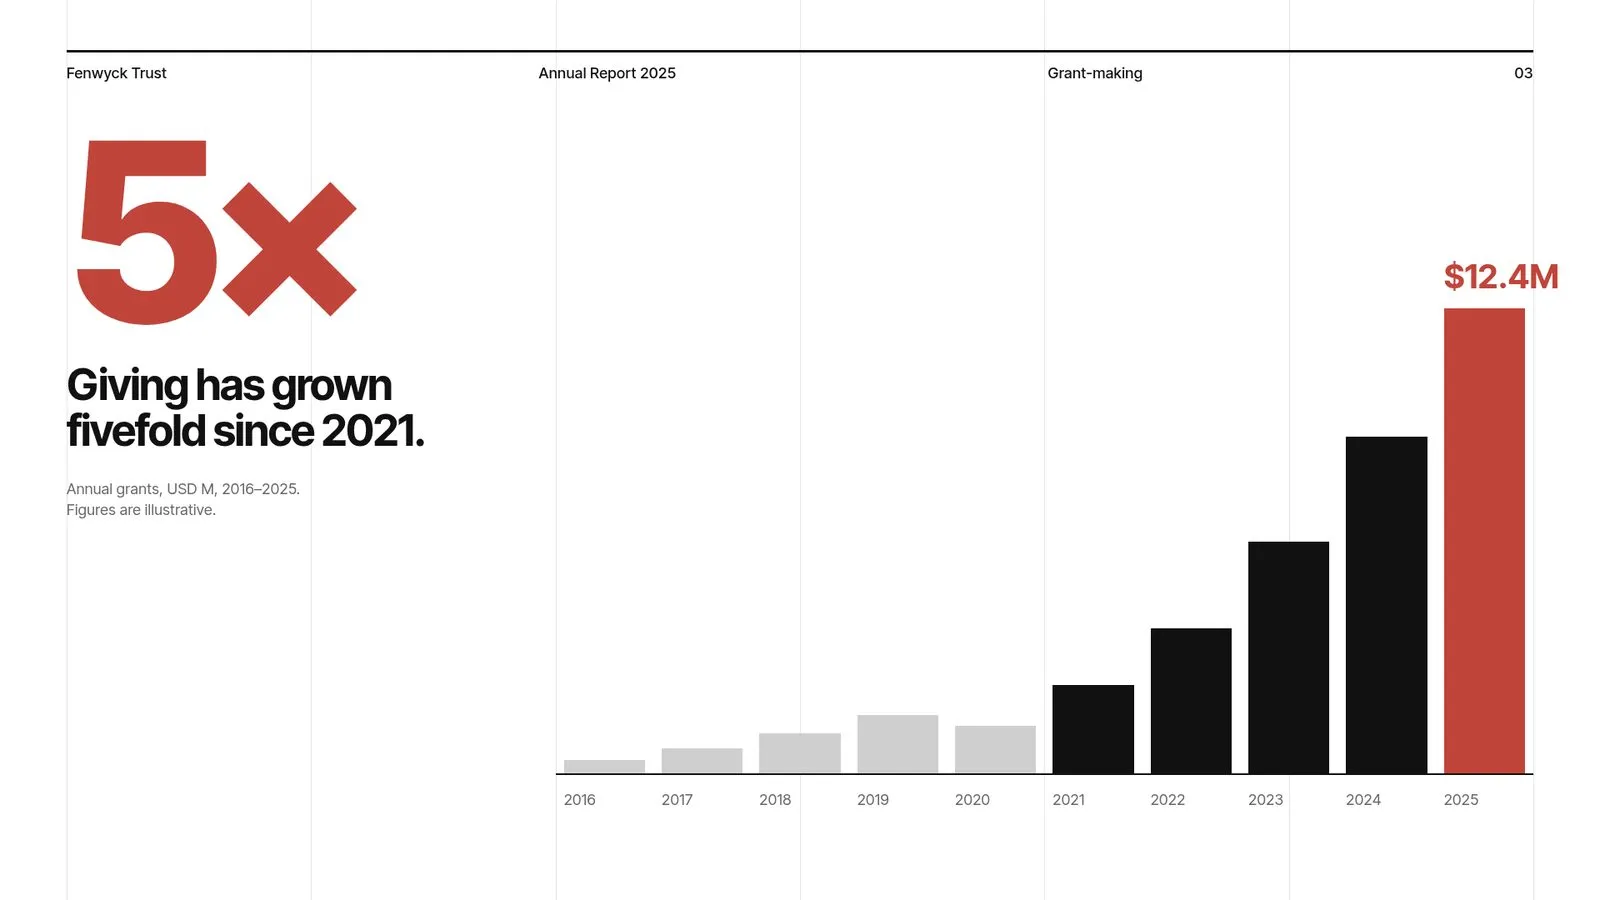 Fenwyck Trust
Annual Report 2025
Grant-making
03
5×
Giving has grown
fivefold since 2021.
Annual grants, USD M, 2016–2025.
Figures are illustrative.
$12.4M
2016
2017
2018
2019
2020
2021
2022
2023
2024
2025